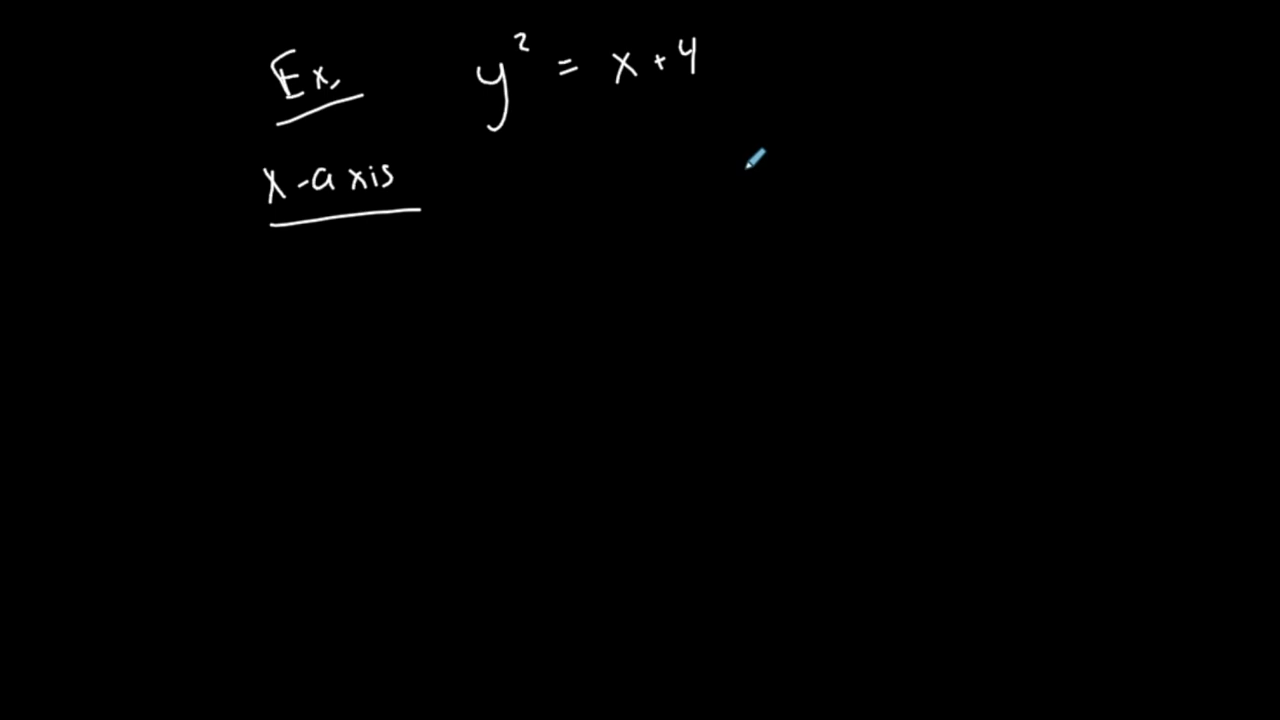 Ex. y² = x + 4
x-axis